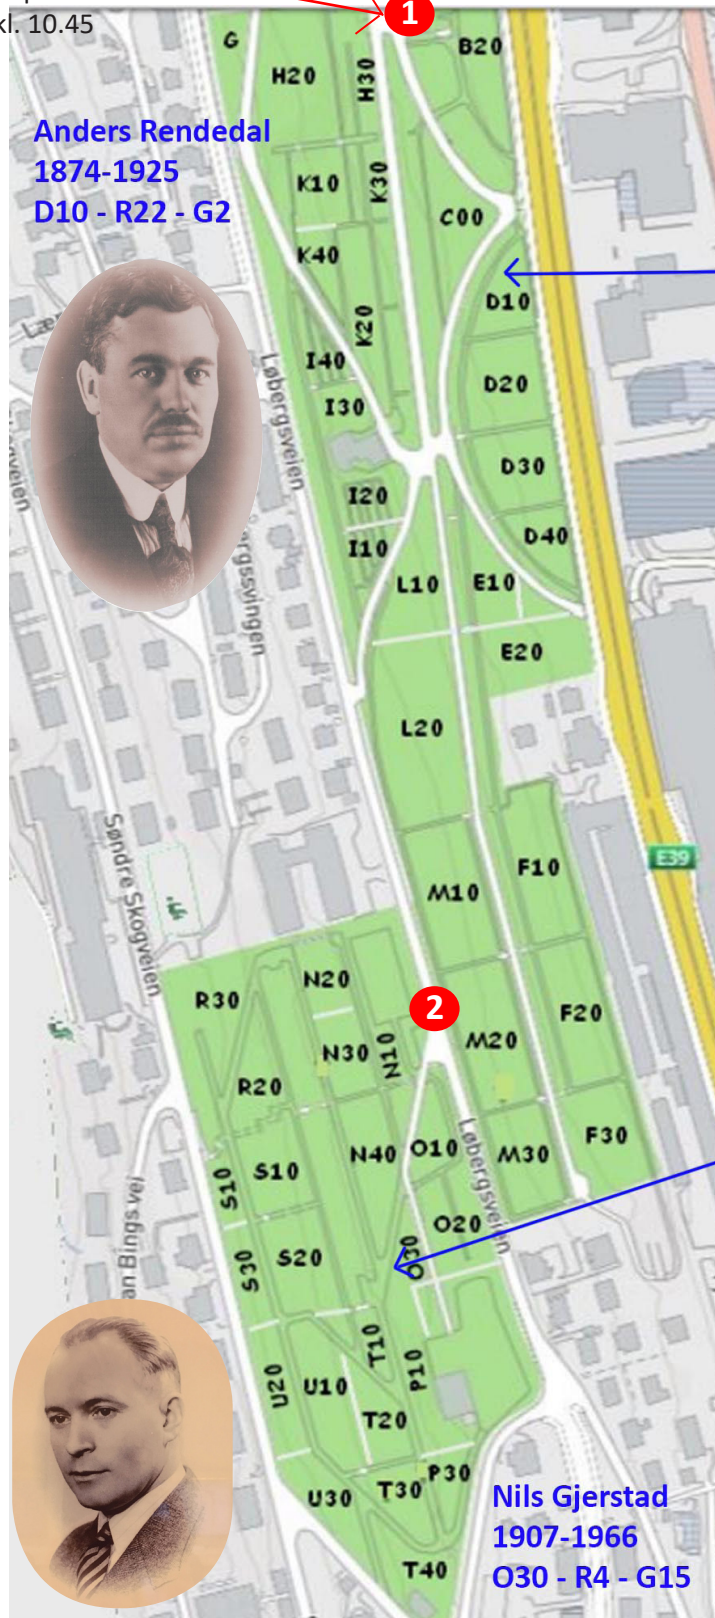 kl. 10.45
1
G
H20
H30
B20
Anders Rendedal
1874-1925
D10 - R22 - G2
K10
K30
C00
K40
D10
K20
I40
D20
I30
Løbergsveien
D30
I20
D40
I10
L10
E10
E20
L20
Søndre Skogveien
E39
F10
M10
N20
R30
2
F20
M20
N30
N10
R20
F30
N40
O10
M30
Løbergsveien
S10
S10
O20
S20
S30
O30
T10
P10
U20
U10
T20
P30
T30
U30
Nils Gjerstad
1907-1966
O30 - R4 - G15
T40